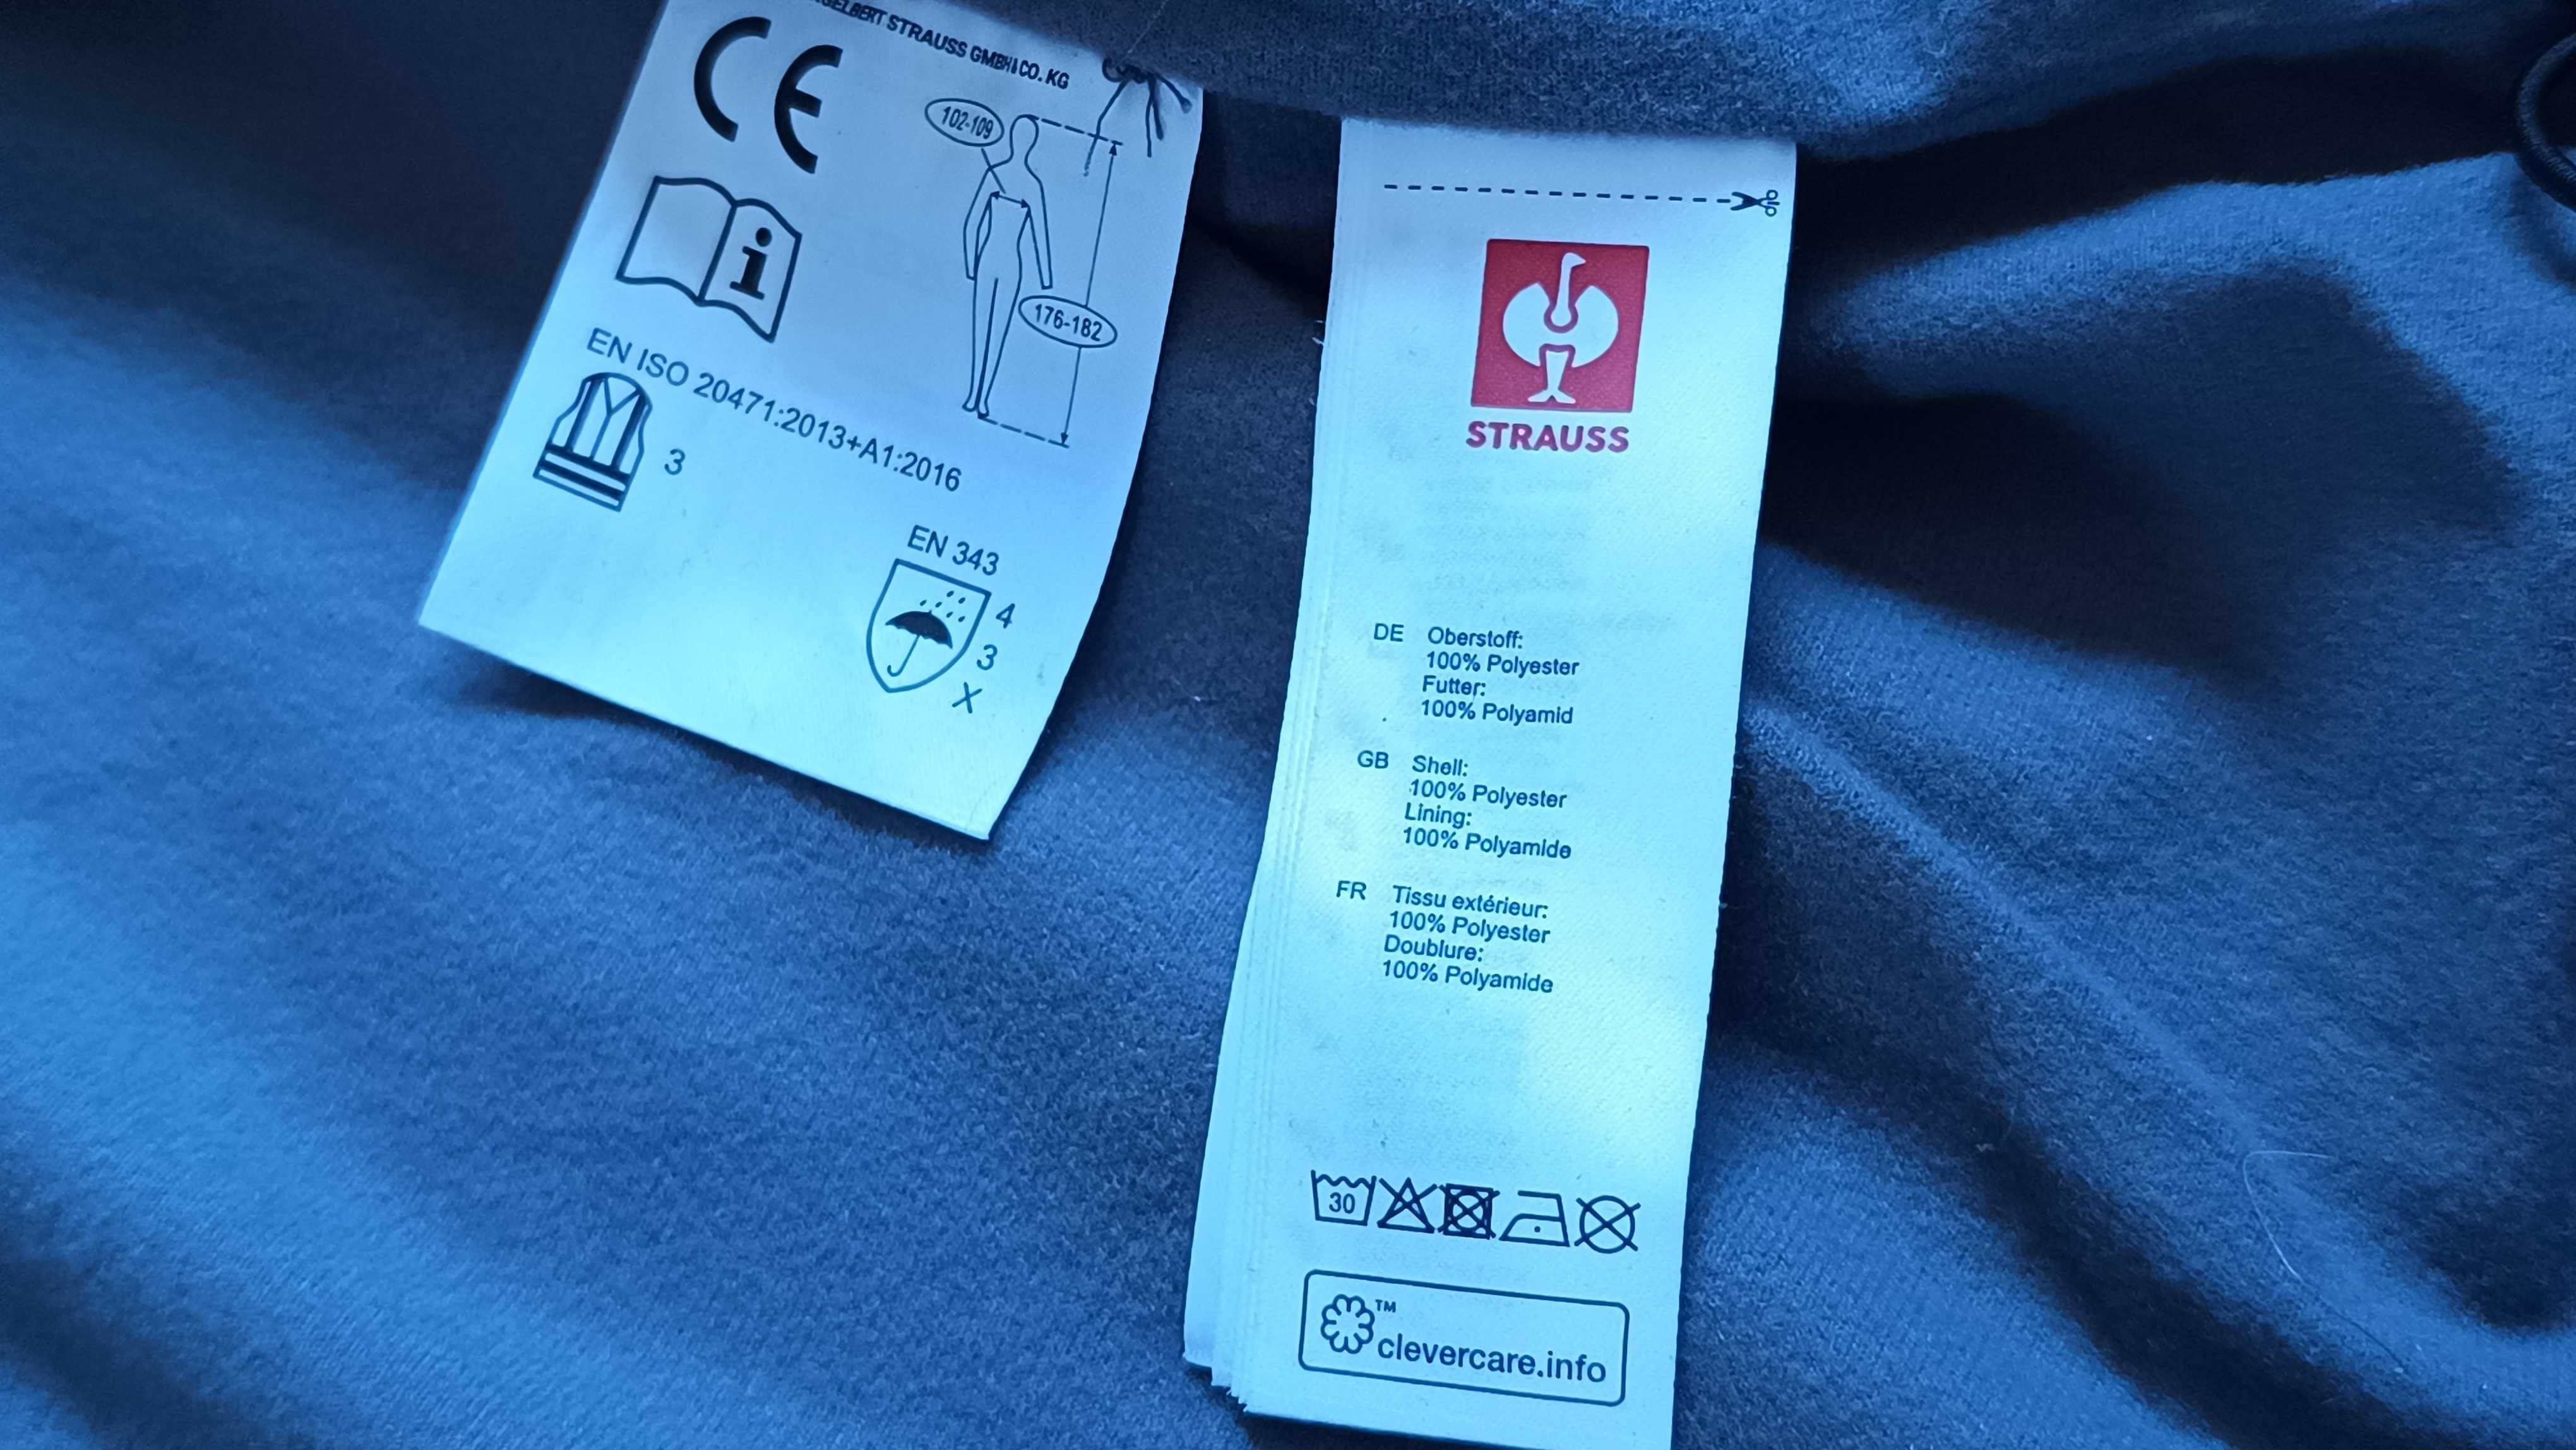 STRAUSS GMBH & CO. KG
CE
102-109
i
176-182
EN ISO 20471:2013+A1:2016
3
EN 343
4
3
X
STRAUSS
DE Oberstoff:
100% Polyester
Futter:
100% Polyamid
GB Shell:
100% Polyester
Lining:
100% Polyamide
FR Tissu extérieur:
100% Polyester
Doublure:
100% Polyamide
30
TM
clevercare.info